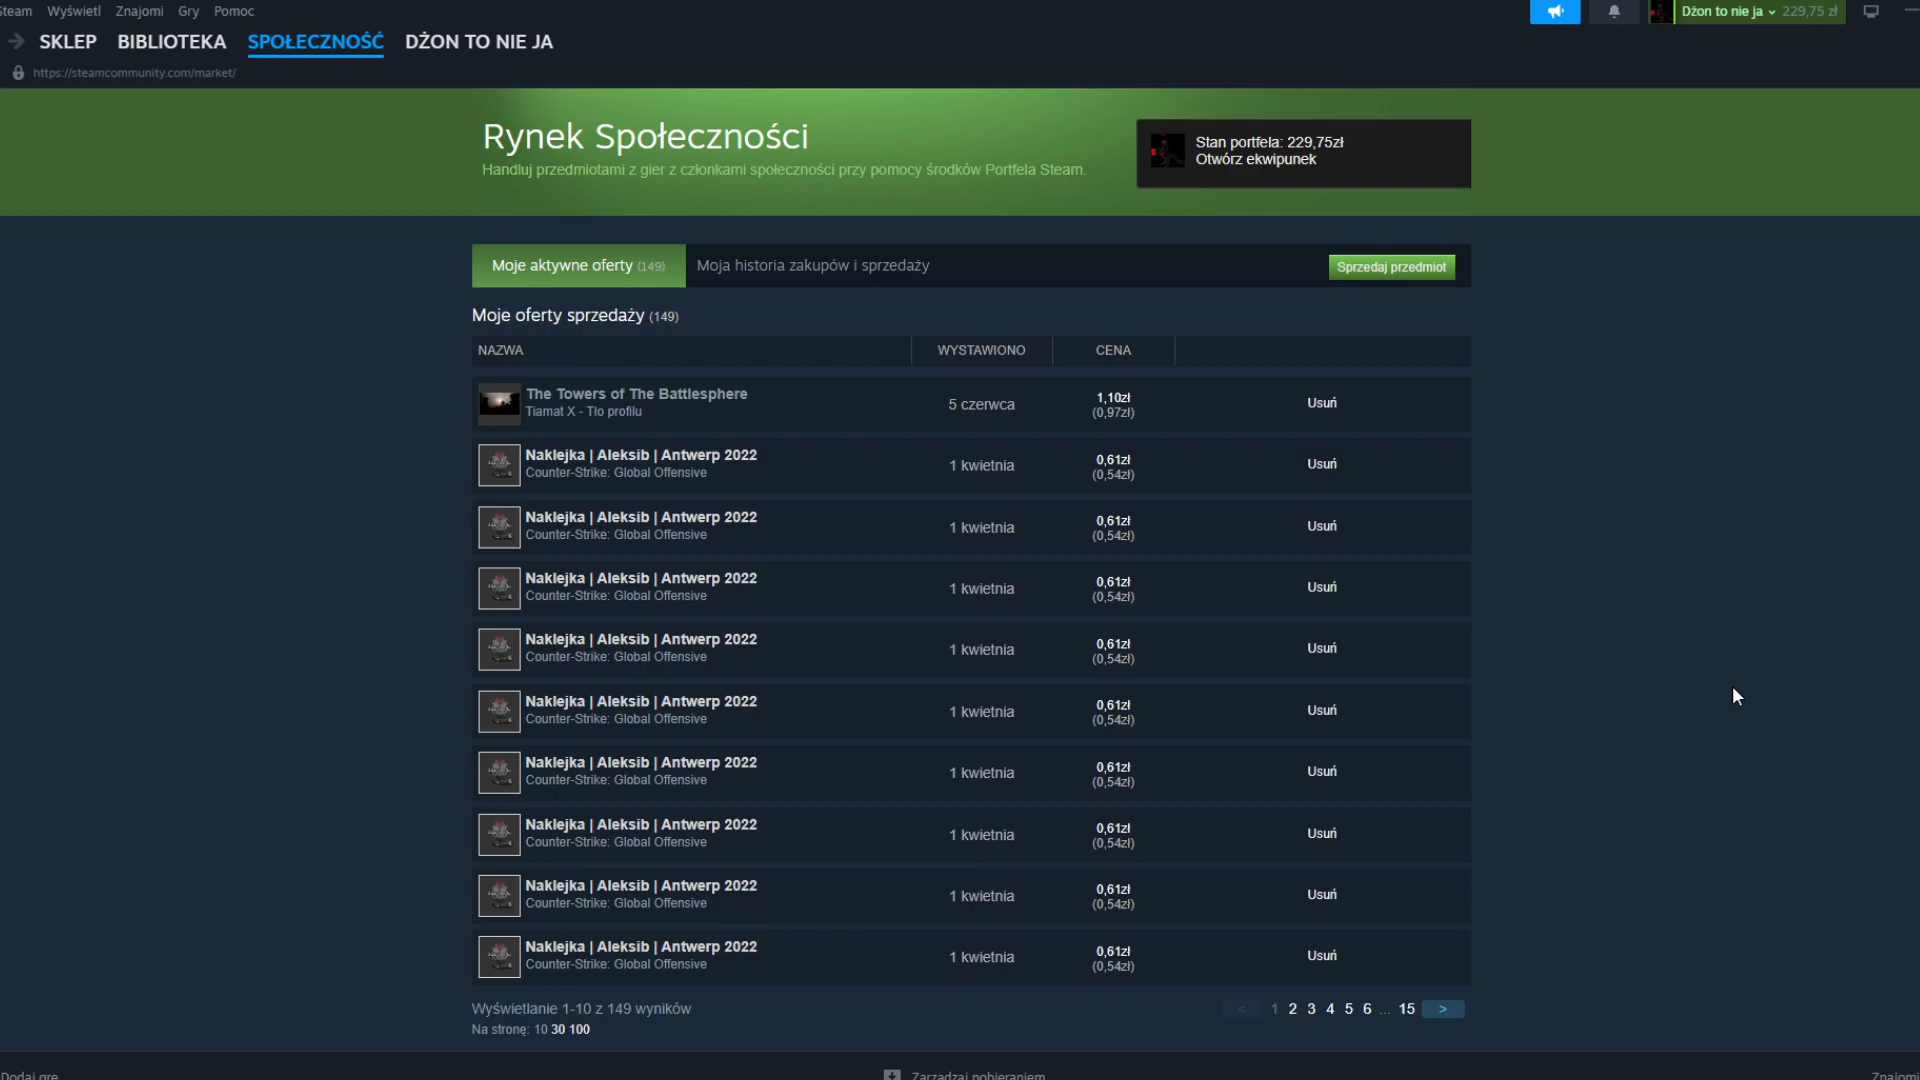 Steam Wyświetl Znajomi Gry Pomoc
Dżon to nie ja 229,75 zł
SKLEP BIBLIOTEKA SPOŁECZNOŚĆ DŻON TO NIE JA
https://steamcommunity.com/market/
Rynek Społeczności
Handluj przedmiotami z gier z członkami społeczności przy pomocy środków Portfela Steam.
Stan portfela: 229,75zł
Otwórz ekwipunek
Moje aktywne oferty (149) Moja historia zakupów i sprzedaży Sprzedaj przedmiot
Moje oferty sprzedaży (149)
NAZWA WYSTAWIONO CENA
The Towers of The Battlesphere
Tiamat X - Tło profilu
5 czerwca
1,10zł
(0,97zł)
Usuń
Naklejka | Aleksib | Antwerp 2022
Counter-Strike: Global Offensive
1 kwietnia
0,61zł
(0,54zł)
Usuń
Naklejka | Aleksib | Antwerp 2022
Counter-Strike: Global Offensive
1 kwietnia
0,61zł
(0,54zł)
Usuń
Naklejka | Aleksib | Antwerp 2022
Counter-Strike: Global Offensive
1 kwietnia
0,61zł
(0,54zł)
Usuń
Naklejka | Aleksib | Antwerp 2022
Counter-Strike: Global Offensive
1 kwietnia
0,61zł
(0,54zł)
Usuń
Naklejka | Aleksib | Antwerp 2022
Counter-Strike: Global Offensive
1 kwietnia
0,61zł
(0,54zł)
Usuń
Naklejka | Aleksib | Antwerp 2022
Counter-Strike: Global Offensive
1 kwietnia
0,61zł
(0,54zł)
Usuń
Naklejka | Aleksib | Antwerp 2022
Counter-Strike: Global Offensive
1 kwietnia
0,61zł
(0,54zł)
Usuń
Naklejka | Aleksib | Antwerp 2022
Counter-Strike: Global Offensive
1 kwietnia
0,61zł
(0,54zł)
Usuń
Naklejka | Aleksib | Antwerp 2022
Counter-Strike: Global Offensive
1 kwietnia
0,61zł
(0,54zł)
Usuń
Wyświetlanie 1-10 z 149 wyników
< 1 2 3 4 5 6 ... 15 >
Na stronę: 10 30 100
Dodaj grę Zarządzaj pobieraniem Znajomi